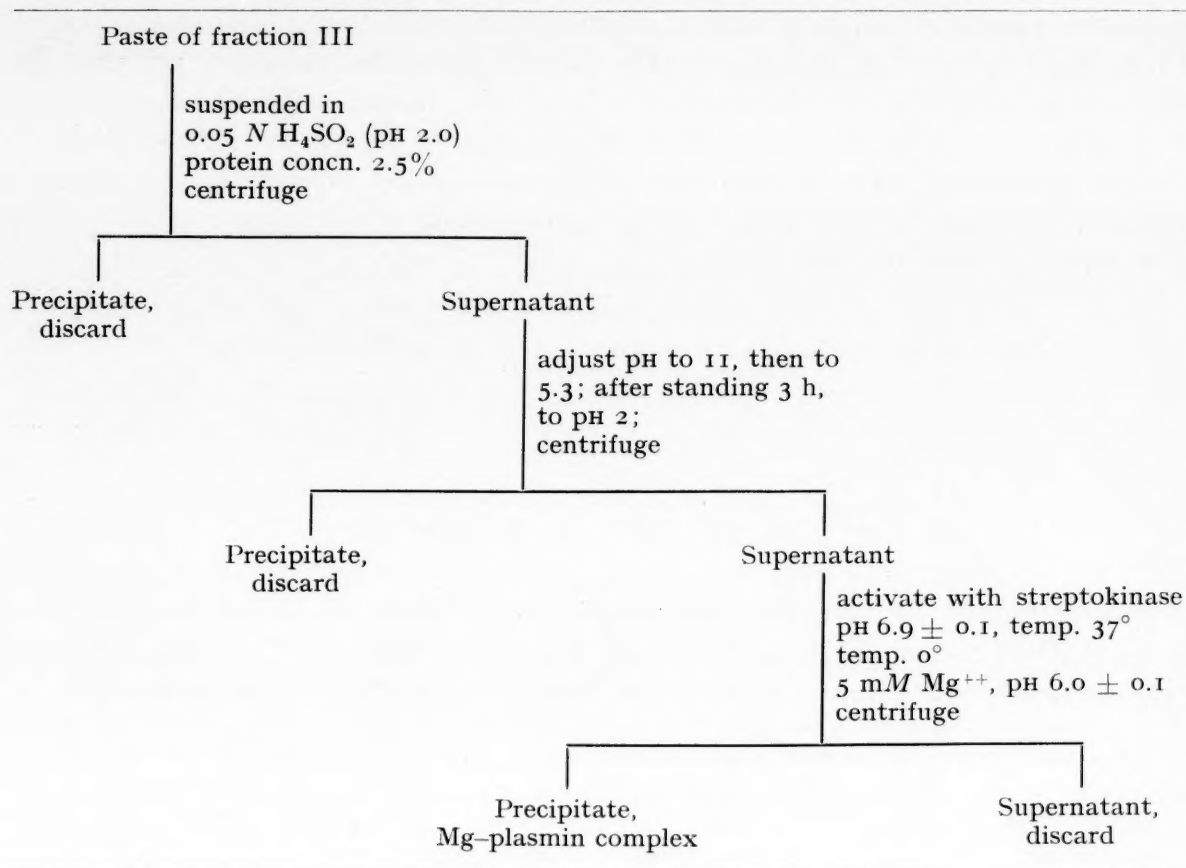 Paste of fraction III
suspended in
0.05 N H₄SO₂ (pH 2.0)
protein concn. 2.5%
centrifuge
Precipitate,
discard
Supernatant
adjust pH to 11, then to
5.3; after standing 3 h,
to pH 2;
centrifuge
Precipitate,
discard
Supernatant
activate with streptokinase
pH 6.9 ± 0.1, temp. 37°
temp. 0°
5 mM Mg⁺⁺, pH 6.0 ± 0.1
centrifuge
Precipitate,
Mg–plasmin complex
Supernatant,
discard